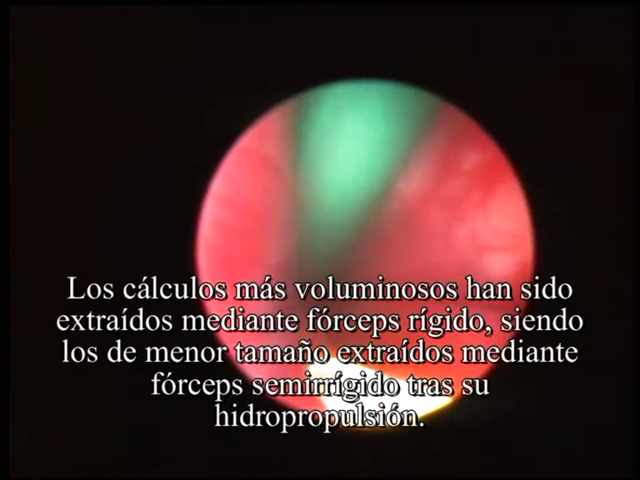 Los cálculos más voluminosos han sido
extraídos mediante fórceps rígido, siendo
los de menor tamaño extraídos mediante
fórceps semirrígido tras su
hidropropulsión.